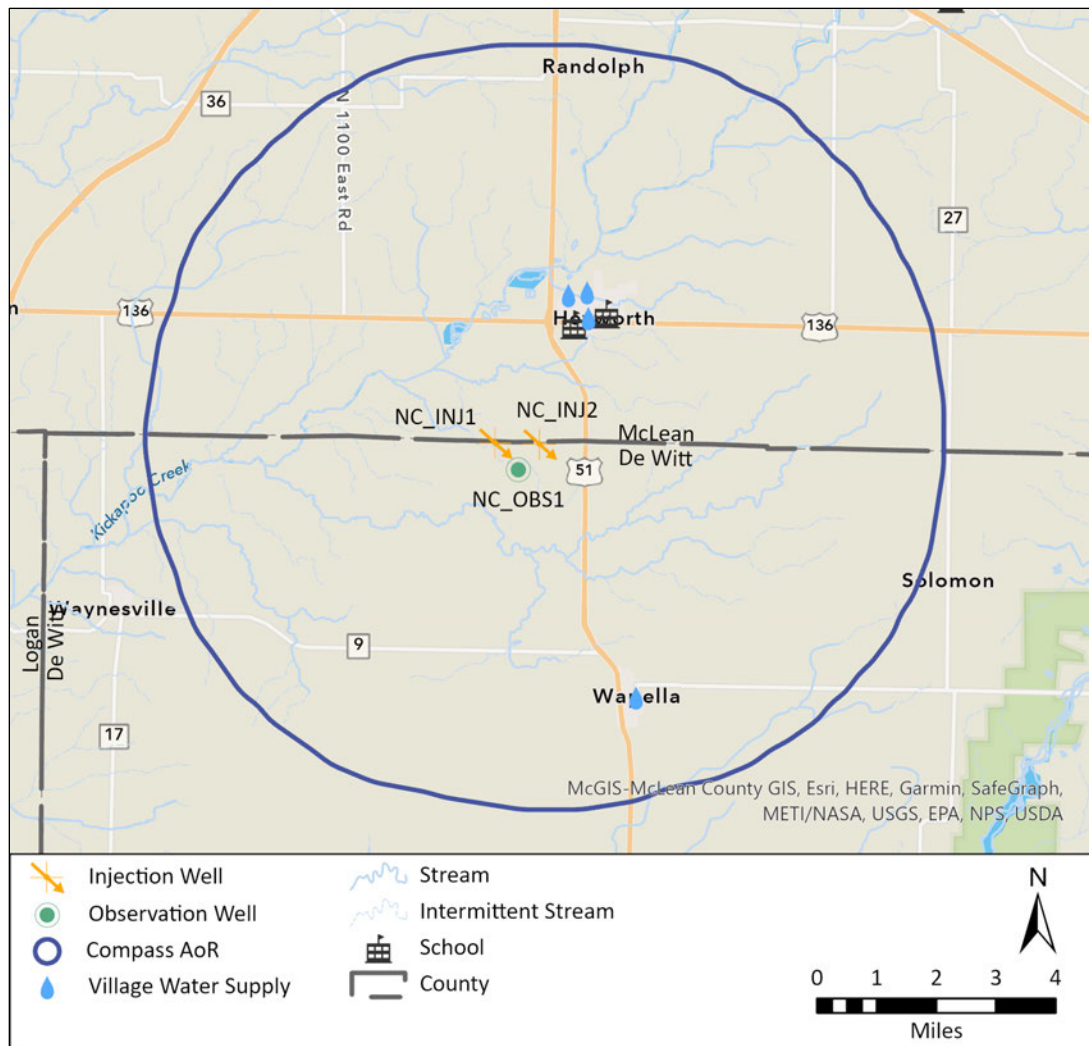 Randolph
36
N 1100 East Rd
27
136
Heyworth
136
n
NC_INJ1
NC_INJ2
McLean
De Witt
51
NC_OBS1
Kickapoo Creek
Solomon
Waynesville
Logan
De Witt
9
Wapella
17
McGIS-McLean County GIS, Esri, HERE, Garmin, SafeGraph,
METI/NASA, USGS, EPA, NPS, USDA
Injection Well
Observation Well
Compass AoR
Village Water Supply
Stream
Intermittent Stream
School
County
N
0 1 2 4
Miles